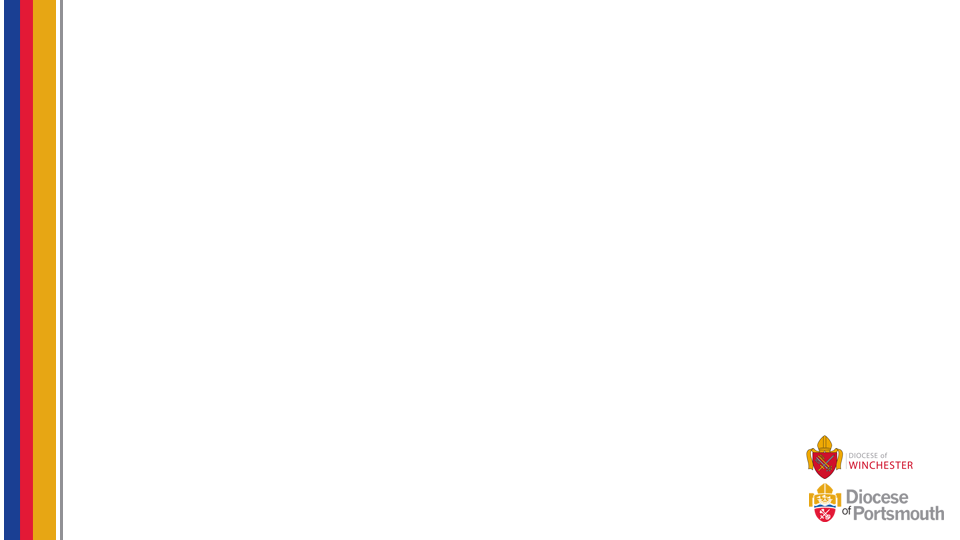 DIOCESE of
WINCHESTER
Diocese
of Portsmouth